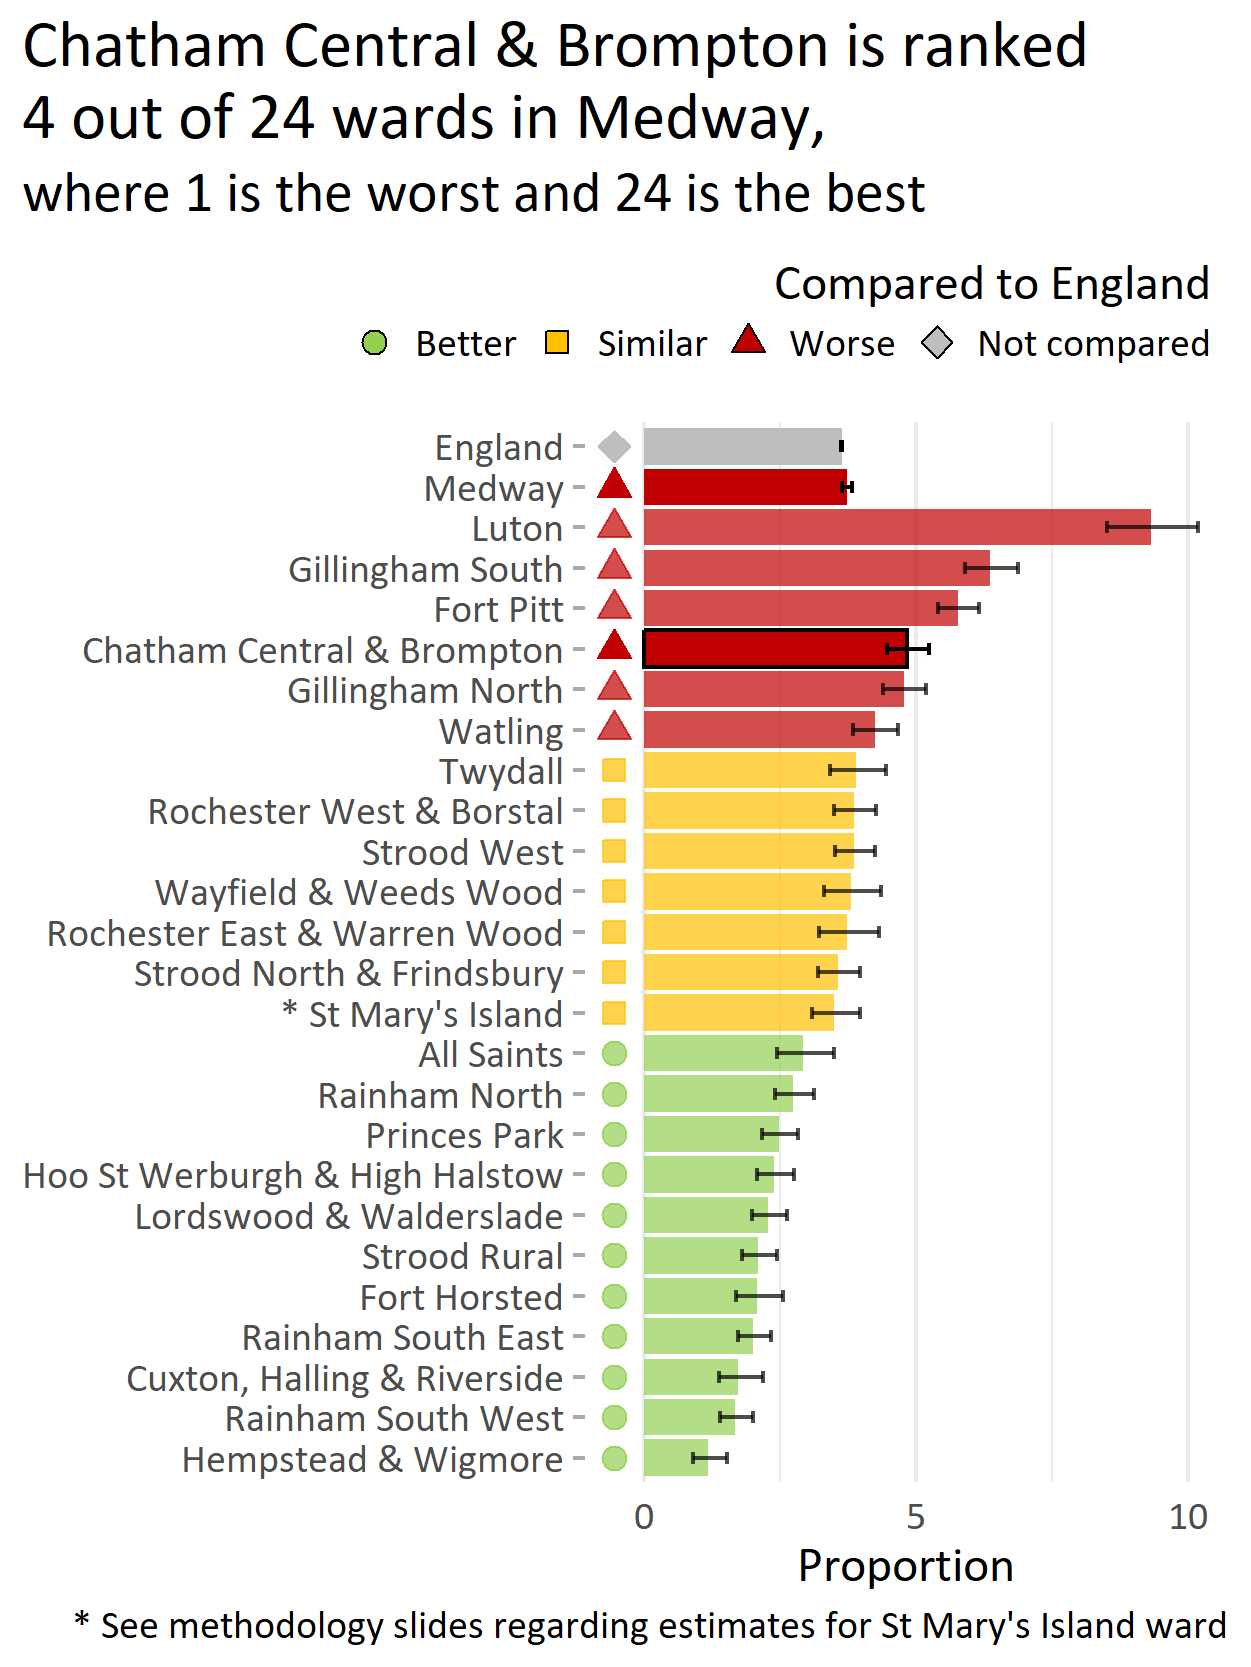 Chatham Central & Brompton is ranked
4 out of 24 wards in Medway,
where 1 is the worst and 24 is the best
Compared to England
Better Similar Worse Not compared
England
Medway
Luton
Gillingham South
Fort Pitt
Chatham Central & Brompton
Gillingham North
Watling
Twydall
Rochester West & Borstal
Strood West
Wayfield & Weeds Wood
Rochester East & Warren Wood
Strood North & Frindsbury
* St Mary's Island
All Saints
Rainham North
Princes Park
Hoo St Werburgh & High Halstow
Lordswood & Walderslade
Strood Rural
Fort Horsted
Rainham South East
Cuxton, Halling & Riverside
Rainham South West
Hempstead & Wigmore
0 5 10
Proportion
* See methodology slides regarding estimates for St Mary's Island ward